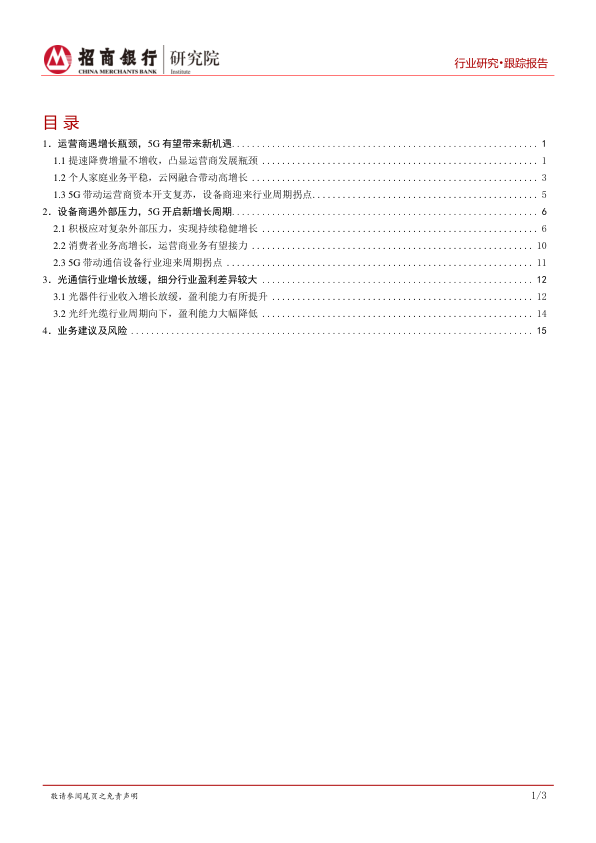 招商银行 研究院
CHINA MERCHANTS BANK Institute
行业研究•跟踪报告
目 录
1．运营商遇增长瓶颈，5G 有望带来新机遇............................................................. 1
1.1 提速降费增量不增收，凸显运营商发展瓶颈 ........................................................ 1
1.2 个人家庭业务平稳，云网融合带动高增长 .......................................................... 3
1.3 5G 带动运营商资本开支复苏，设备商迎来行业周期拐点.............................................. 5
2．设备商遇外部压力，5G 开启新增长周期............................................................. 6
2.1 积极应对复杂外部压力，实现持续稳健增长 ........................................................ 6
2.2 消费者业务高增长，运营商业务有望接力 ......................................................... 10
2.3 5G 带动通信设备行业迎来周期拐点 .............................................................. 11
3．光通信行业增长放缓，细分行业盈利差异较大 ....................................................... 12
3.1 光器件行业收入增长放缓，盈利能力有所提升 ..................................................... 12
3.2 光纤光缆行业周期向下，盈利能力大幅降低 ....................................................... 14
4．业务建议及风险 ................................................................................. 15
敬请参阅尾页之免责声明
1/3